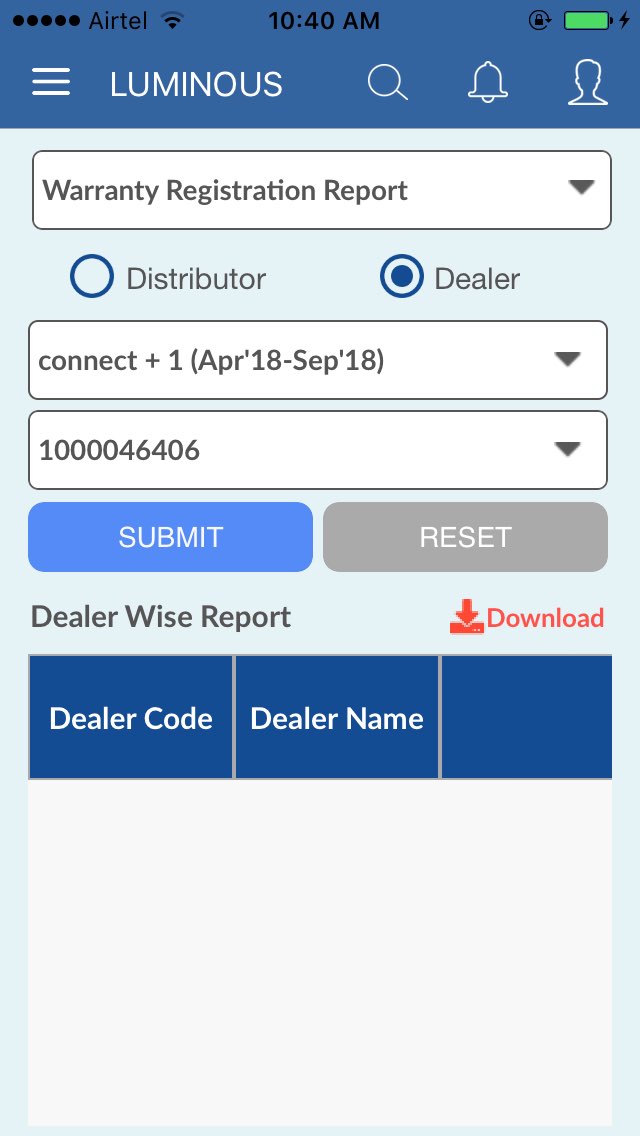 Airtel 10:40 AM
LUMINOUS
Warranty Registration Report
Distributor Dealer
connect + 1 (Apr'18-Sep'18)
1000046406
SUBMIT RESET
Dealer Wise Report Download
Dealer Code Dealer Name